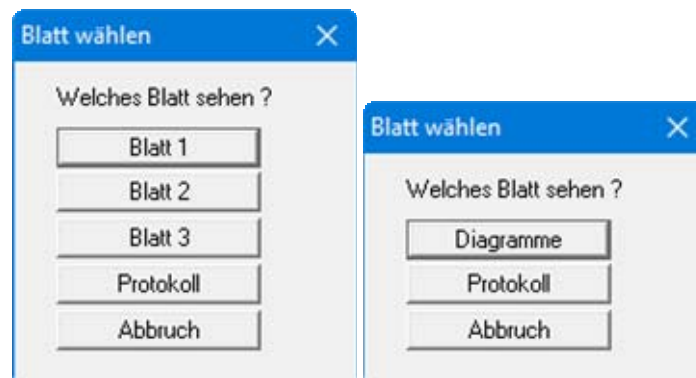 Blatt wählen
Welches Blatt sehen ?
Blatt 1
Blatt 2
Blatt 3
Protokoll
Abbruch
Blatt wählen
Welches Blatt sehen ?
Diagramme
Protokoll
Abbruch